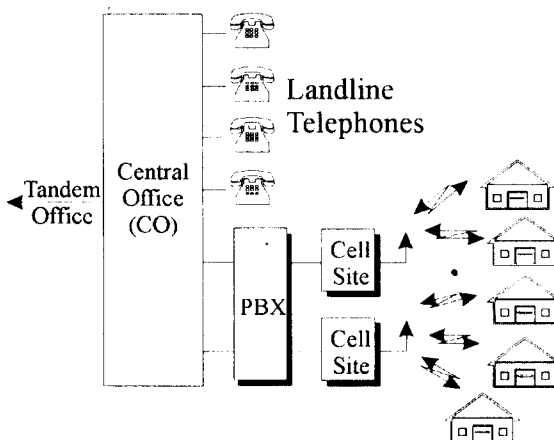 Landline
Telephones
Tandem
Office
Central
Office
(CO)
PBX
Cell
Site
Cell
Site